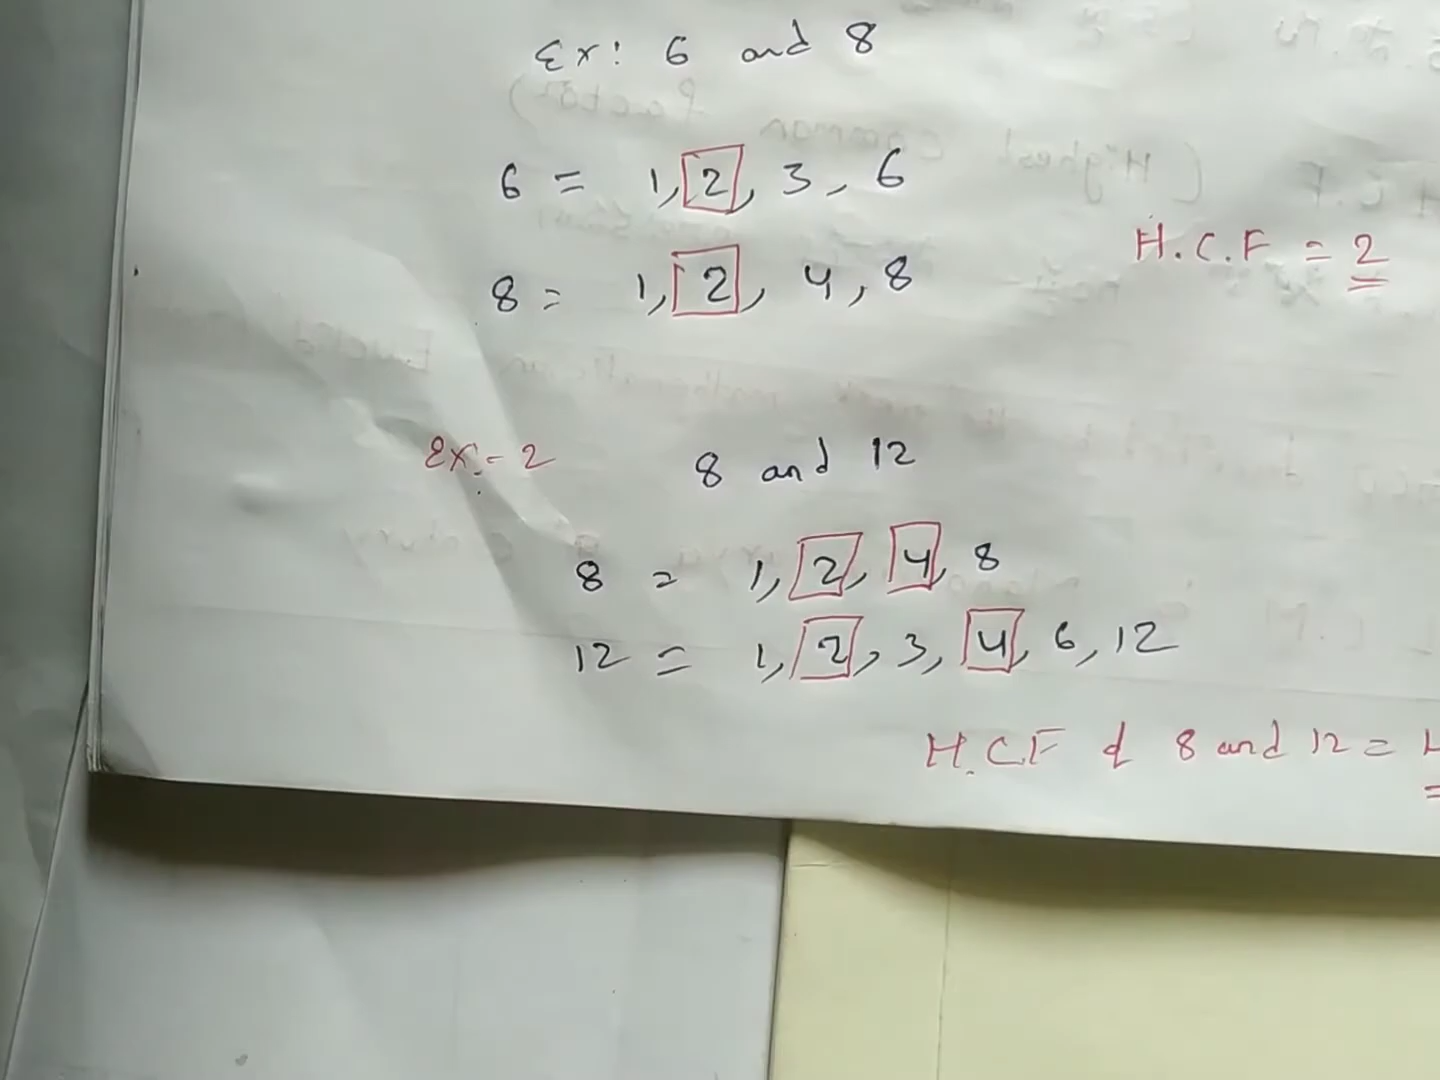 Ex: 6 and 8
6 = 1, 2, 3, 6
8 = 1, 2, 4, 8
H.C.F = 2
Ex:- 2 8 and 12
8 = 1, 2, 4, 8
12 = 1, 2, 3, 4, 6, 12
H.C.F of 8 and 12 =